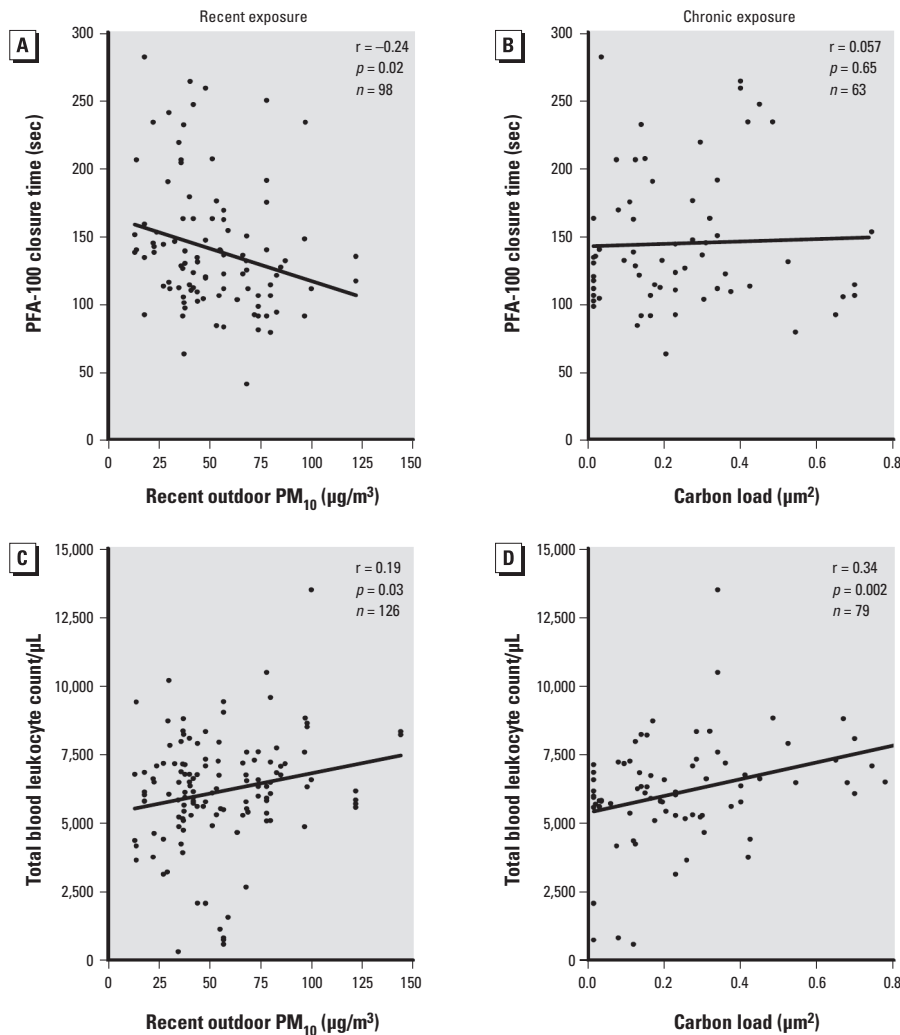 Recent exposure
A
r = –0.24
p = 0.02
n = 98
PFA-100 closure time (sec)
300
250
200
150
100
50
0
0 25 50 75 100 125 150
Recent outdoor PM10 (µg/m3)
Chronic exposure
B
r = 0.057
p = 0.65
n = 63
PFA-100 closure time (sec)
300
250
200
150
100
50
0
0.0 0.2 0.4 0.6 0.8
Carbon load (µm2)
C
r = 0.19
p = 0.03
n = 126
Total blood leukocyte count/µL
15,000
12,500
10,000
7,500
5,000
2,500
0
0 25 50 75 100 125 150
Recent outdoor PM10 (µg/m3)
D
r = 0.34
p = 0.002
n = 79
Total blood leukocyte count/µL
15,000
12,500
10,000
7,500
5,000
2,500
0
0.0 0.2 0.4 0.6 0.8
Carbon load (µm2)